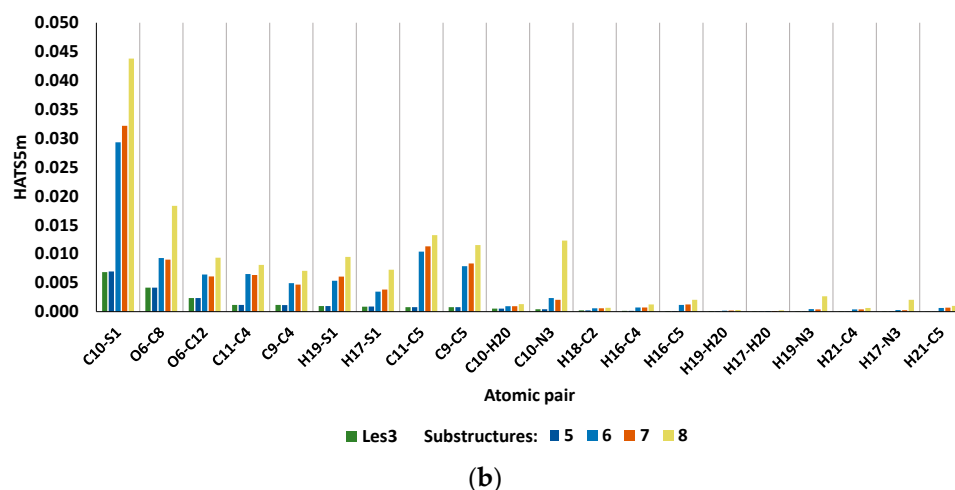 0.050
0.045
0.040
0.035
0.030
0.025
0.020
0.015
0.010
0.005
0.000
HATS5m
C10-S1
O6-C8
O6-C12
C11-C4
C9-C4
H19-S1
H17-S1
C11-C5
C9-C5
C10-H20
C10-N3
H18-C2
H16-C4
H16-C5
H19-H20
H17-H20
H19-N3
H21-C4
H17-N3
H21-C5
Atomic pair
Les3 Substructures: 5 6 7 8
(b)